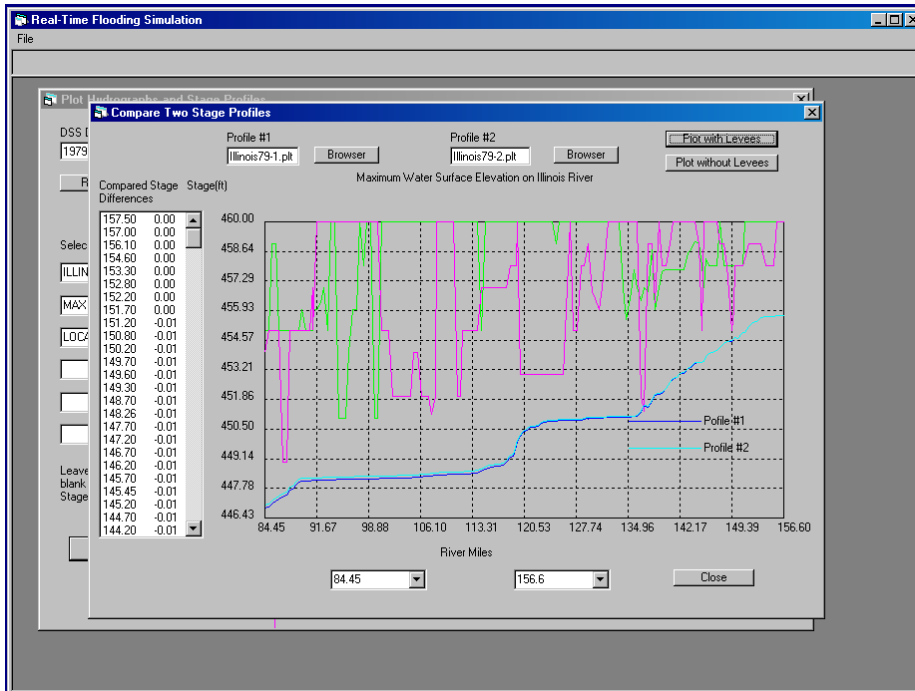 Real-Time Flooding Simulation
File
Plot Hydrographs and Stage Profiles
Compare Two Stage Profiles
DSS D
1979
R
Selec
ILLIN
MAX
LOCA
Leave
blank
Stage
Profile #1
Illinois79-1.plt
Browser
Profile #2
Illinois79-2.plt
Browser
Plot with Levees
Plot without Levees
Maximum Water Surface Elevation on Illinois River
Compared Stage
Differences
Stage(ft)
157.50 0.00
157.00 0.00
156.10 0.00
154.60 0.00
153.30 0.00
152.80 0.00
152.20 0.00
151.70 0.00
151.20 -0.01
150.80 -0.01
150.20 -0.01
149.70 -0.01
149.60 -0.01
149.30 -0.01
148.70 -0.01
148.26 -0.01
147.70 -0.01
147.20 -0.01
146.70 -0.01
146.20 -0.01
145.70 -0.01
145.45 -0.01
145.20 -0.01
144.70 -0.01
144.20 -0.01
460.00
458.64
457.29
455.93
454.57
453.21
451.86
450.50
449.14
447.78
446.43
Pofile #1
Profile #2
84.45 91.67 98.88 106.10 113.31 120.53 127.74 134.96 142.17 149.39 156.60
River Miles
84.45
156.6
Close